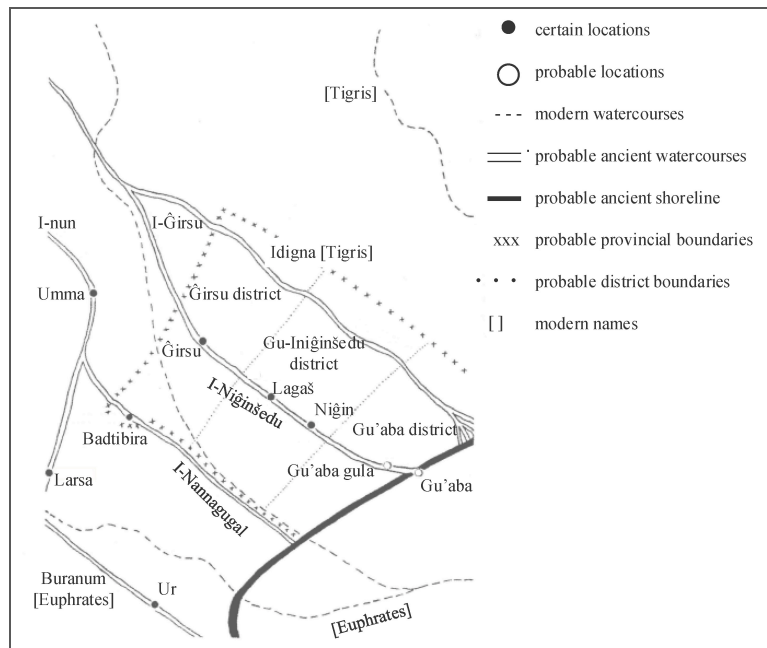 certain locations
probable locations
modern watercourses
probable ancient watercourses
probable ancient shoreline
xxx probable provincial boundaries
probable district boundaries
[ ] modern names
[Tigris]
I-Ĝirsu
I-nun
Idigna [Tigris]
Umma
Ĝirsu district
Ĝirsu
Gu-Iniĝinšedu
district
Lagaš
I-Niĝinšedu
Niĝin
Badtibira
Gu'aba district
Gu'aba gula
Gu'aba
Larsa
I-Nannagugal
Buranum
[Euphrates]
Ur
[Euphrates]